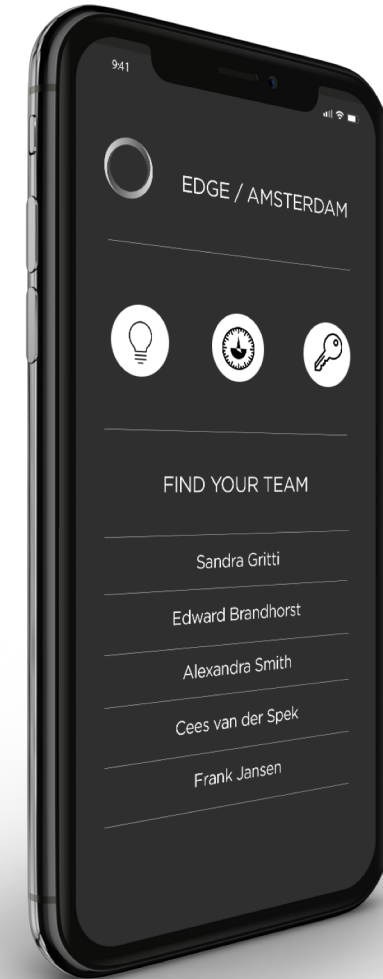 9:41
EDGE / AMSTERDAM
FIND YOUR TEAM
Sandra Gritti
Edward Brandhorst
Alexandra Smith
Cees van der Spek
Frank Jansen